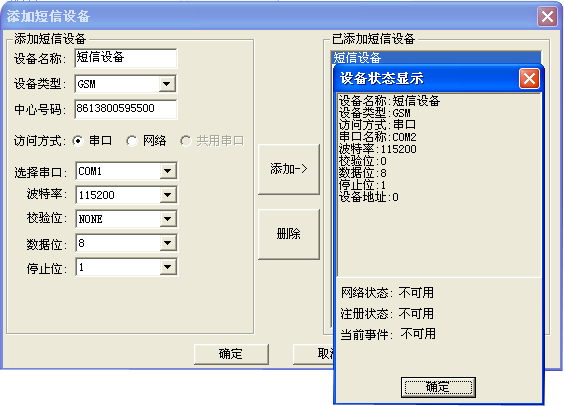 添加短信设备
添加短信设备
设备名称: 短信设备
设备类型: GSM
中心号码: 8613800595500
访问方式: 串口 网络 共用串口
选择串口: COM1
波特率: 115200
校验位: NONE
数据位: 8
停止位: 1
添加->
删除
已添加短信设备
短信设备
确定
取消
设备状态显示
设备名称:短信设备
设备类型:GSM
访问方式:串口
串口名称:COM2
波特率:115200
校验位:0
数据位:8
停止位:1
设备地址:0
网络状态: 不可用
注册状态: 不可用
当前事件: 不可用
确定